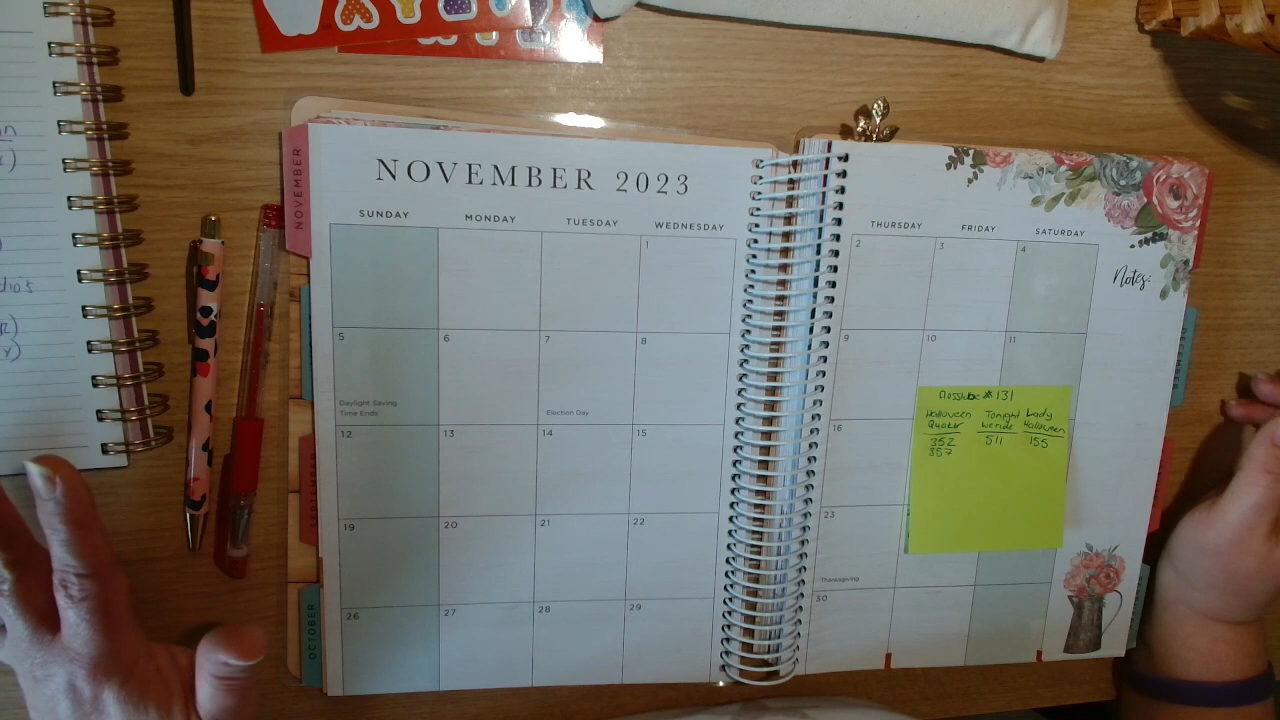 NOVEMBER
NOVEMBER 2023
SUNDAY MONDAY TUESDAY WEDNESDAY THURSDAY FRIDAY SATURDAY
Notes:
1 2 3 4
5 6 7 8 9 10 11
Daylight Saving
Time Ends
Election Day
12 13 14 15 16
19 20 21 22 23
Thanksgiving
26 27 28 29 30
#131
Halloween Tonight Lady
Quaker Halloween
352 511 155
357
OCTOBER